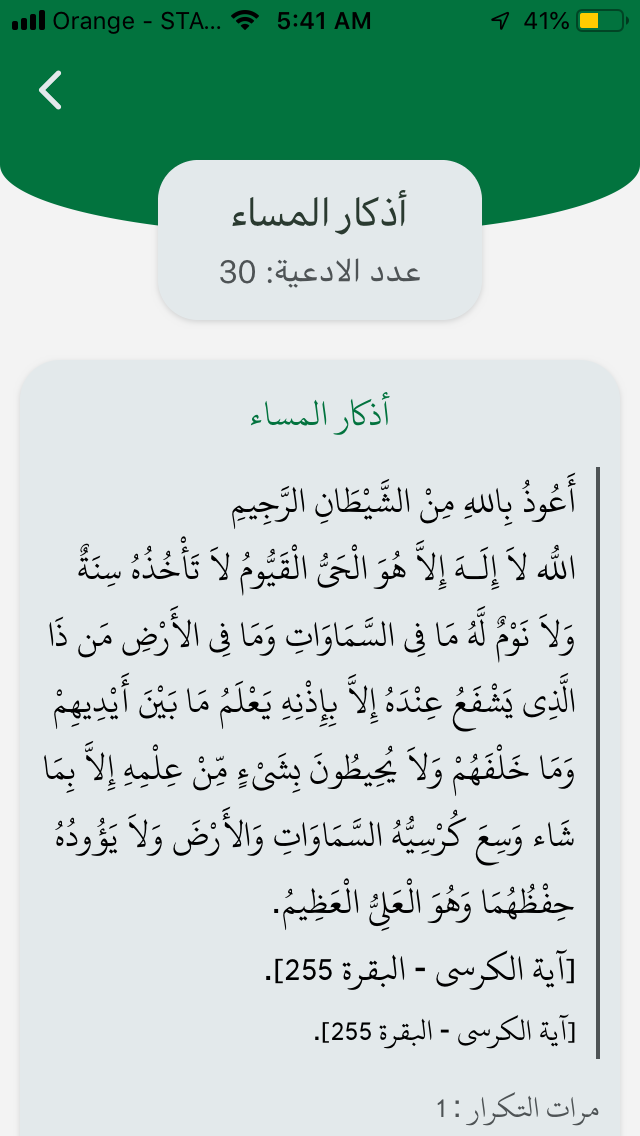 Orange - STA... 5:41 AM 41%
أذكار المساء
عدد الادعية: 30
أذكار المساء
أَعُوذُ بِاللهِ مِنْ الشَّيْطَانِ الرَّجِيمِ
اللّه لاَ إِلَـهَ إِلاَّ هُوَ الْحَيُّ الْقَيُّومُ لاَ تَأْخُذُهُ سِنَةٌ
وَلاَ نَوْمٌ لَّهُ مَا فِي السَّمَاوَاتِ وَمَا فِي الأَرْضِ مَن ذَا
الَّذِي يَشْفَعُ عِنْدَهُ إِلاَّ بِإِذْنِهِ يَعْلَمُ مَا بَيْنَ أَيْدِيهِمْ
وَمَا خَلْفَهُمْ وَلاَ يُحِيطُونَ بِشَيْءٍ مِّنْ عِلْمِهِ إِلاَّ بِمَا
شَاء وَسِعَ كُرْسِيُّهُ السَّمَاوَاتِ وَالأَرْضَ وَلاَ يَؤُودُهُ
حِفْظُهُمَا وَهُوَ الْعَلِيُّ الْعَظِيمُ.
[آية الكرسى - البقرة 255].
[آية الكرسى - البقرة 255].
مرات التكرار : 1